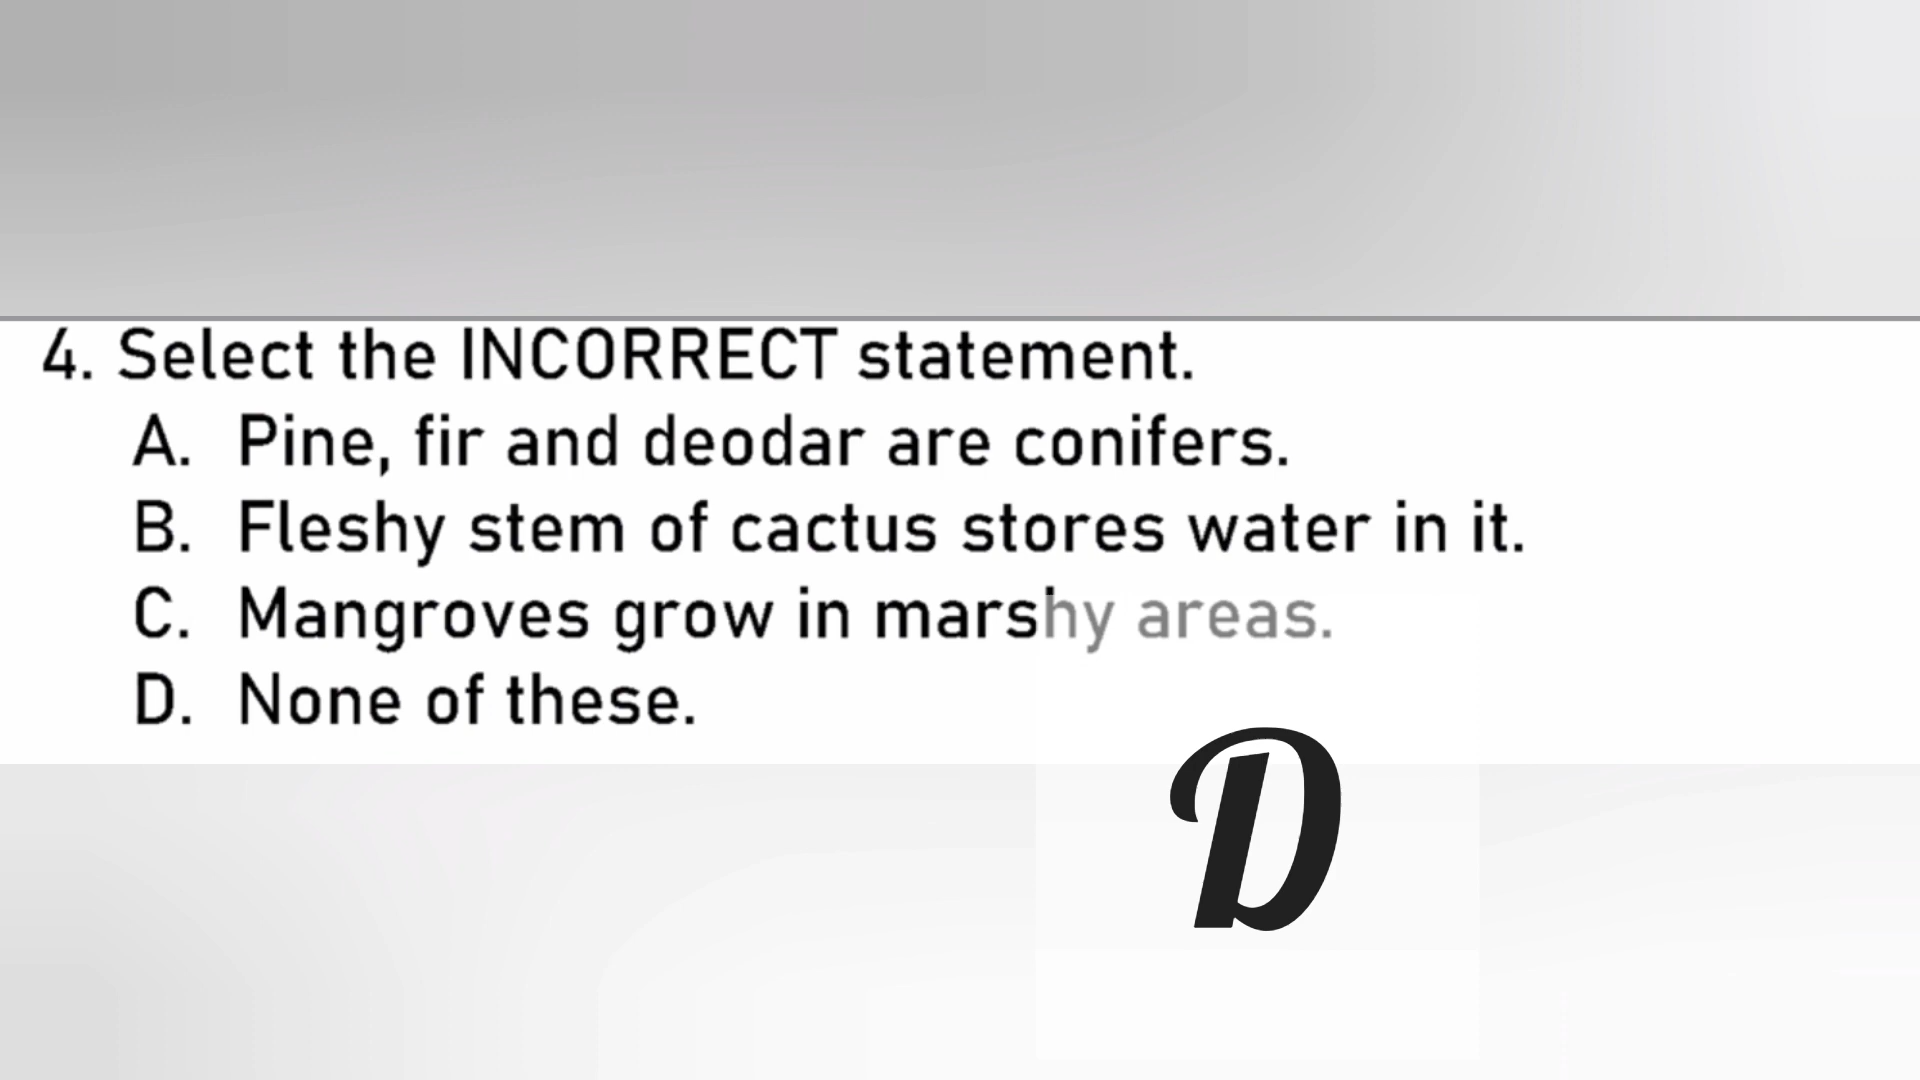 4. Select the INCORRECT statement.
A. Pine, fir and deodar are conifers.
B. Fleshy stem of cactus stores water in it.
C. Mangroves grow in marshy areas.
D. None of these.
D